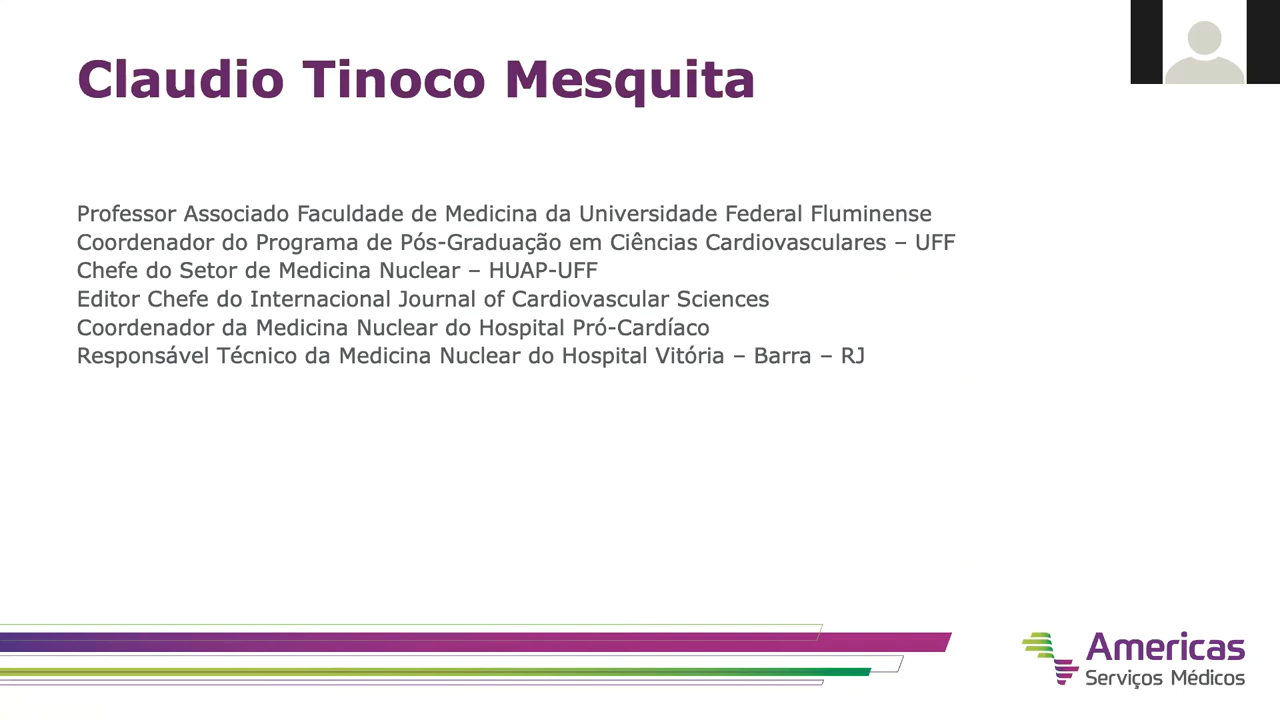 Claudio Tinoco Mesquita
Professor Associado Faculdade de Medicina da Universidade Federal Fluminense
Coordenador do Programa de Pós-Graduação em Ciências Cardiovasculares – UFF
Chefe do Setor de Medicina Nuclear – HUAP-UFF
Editor Chefe do Internacional Journal of Cardiovascular Sciences
Coordenador da Medicina Nuclear do Hospital Pró-Cardíaco
Responsável Técnico da Medicina Nuclear do Hospital Vitória – Barra – RJ
Americas
Serviços Médicos